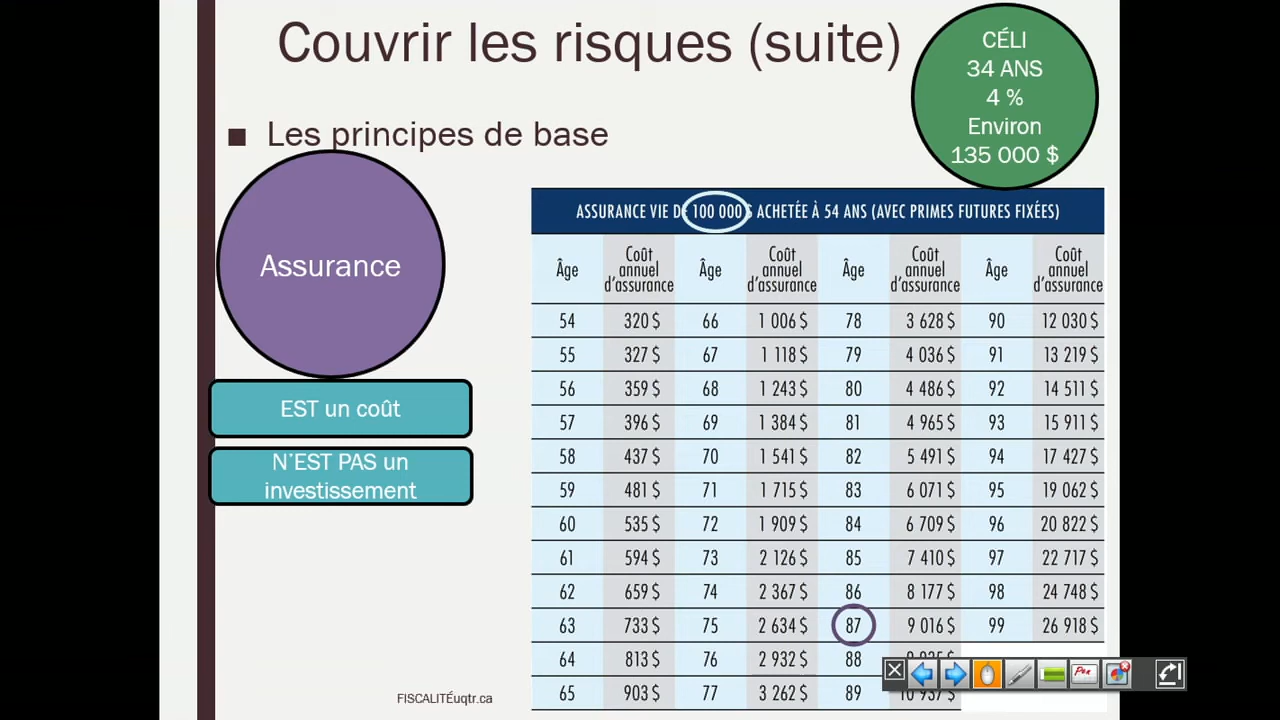 Couvrir les risques (suite)
CÉLI
34 ANS
4 %
Environ
135 000 $
■ Les principes de base
Assurance
EST un coût
N'EST PAS un
investissement
ASSURANCE VIE DE 100 000 $ ACHETÉE À 54 ANS (AVEC PRIMES FUTURES FIXÉES)
Âge Coût annuel d'assurance Âge Coût annuel d'assurance Âge Coût annuel d'assurance Âge Coût annuel d'assurance
54 320 $ 66 1 006 $ 78 3 628 $ 90 12 030 $
55 327 $ 67 1 118 $ 79 4 036 $ 91 13 219 $
56 359 $ 68 1 243 $ 80 4 486 $ 92 14 511 $
57 396 $ 69 1 384 $ 81 4 965 $ 93 15 911 $
58 437 $ 70 1 541 $ 82 5 491 $ 94 17 427 $
59 481 $ 71 1 715 $ 83 6 071 $ 95 19 062 $
60 535 $ 72 1 909 $ 84 6 709 $ 96 20 822 $
61 594 $ 73 2 126 $ 85 7 410 $ 97 22 717 $
62 659 $ 74 2 367 $ 86 8 177 $ 98 24 748 $
63 733 $ 75 2 634 $ 87 9 016 $ 99 26 918 $
64 813 $ 76 2 932 $ 88
65 903 $ 77 3 262 $ 89
FISCALITÉuqtr.ca
Pen